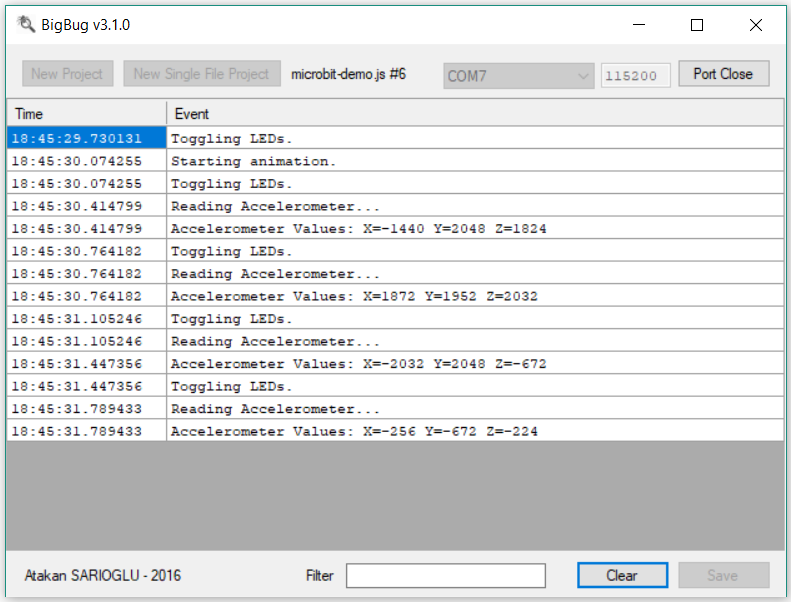 BigBug v3.1.0
New Project New Single File Project microbit-demo.js #6 COM7 115200 Port Close
Time Event
18:45:29.730131 Toggling LEDs.
18:45:30.074255 Starting animation.
18:45:30.074255 Toggling LEDs.
18:45:30.414799 Reading Accelerometer...
18:45:30.414799 Accelerometer Values: X=-1440 Y=2048 Z=1824
18:45:30.764182 Toggling LEDs.
18:45:30.764182 Reading Accelerometer...
18:45:30.764182 Accelerometer Values: X=1872 Y=1952 Z=2032
18:45:31.105246 Toggling LEDs.
18:45:31.105246 Reading Accelerometer...
18:45:31.447356 Accelerometer Values: X=-2032 Y=2048 Z=-672
18:45:31.447356 Toggling LEDs.
18:45:31.789433 Reading Accelerometer...
18:45:31.789433 Accelerometer Values: X=-256 Y=-672 Z=-224
Atakan SARIOGLU - 2016 Filter Clear Save